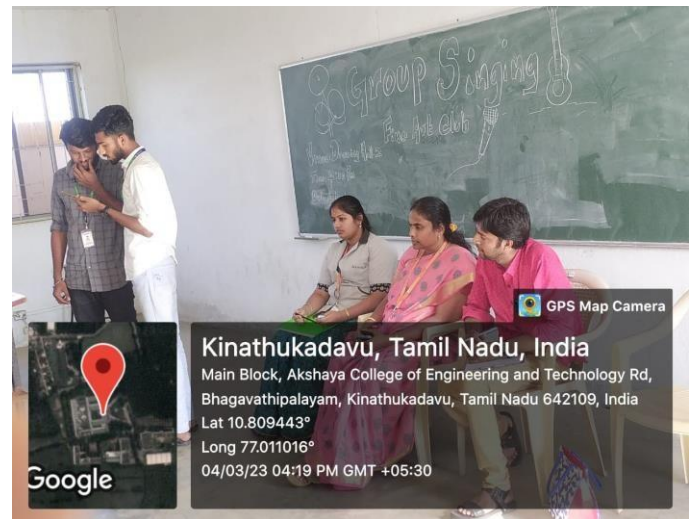 Group Singing
Fine Art Club
GPS Map Camera
Kinathukadavu, Tamil Nadu, India
Main Block, Akshaya College of Engineering and Technology Rd,
Bhagavathipalayam, Kinathukadavu, Tamil Nadu 642109, India
Lat 10.809443°
Long 77.011016°
04/03/23 04:19 PM GMT +05:30
Google